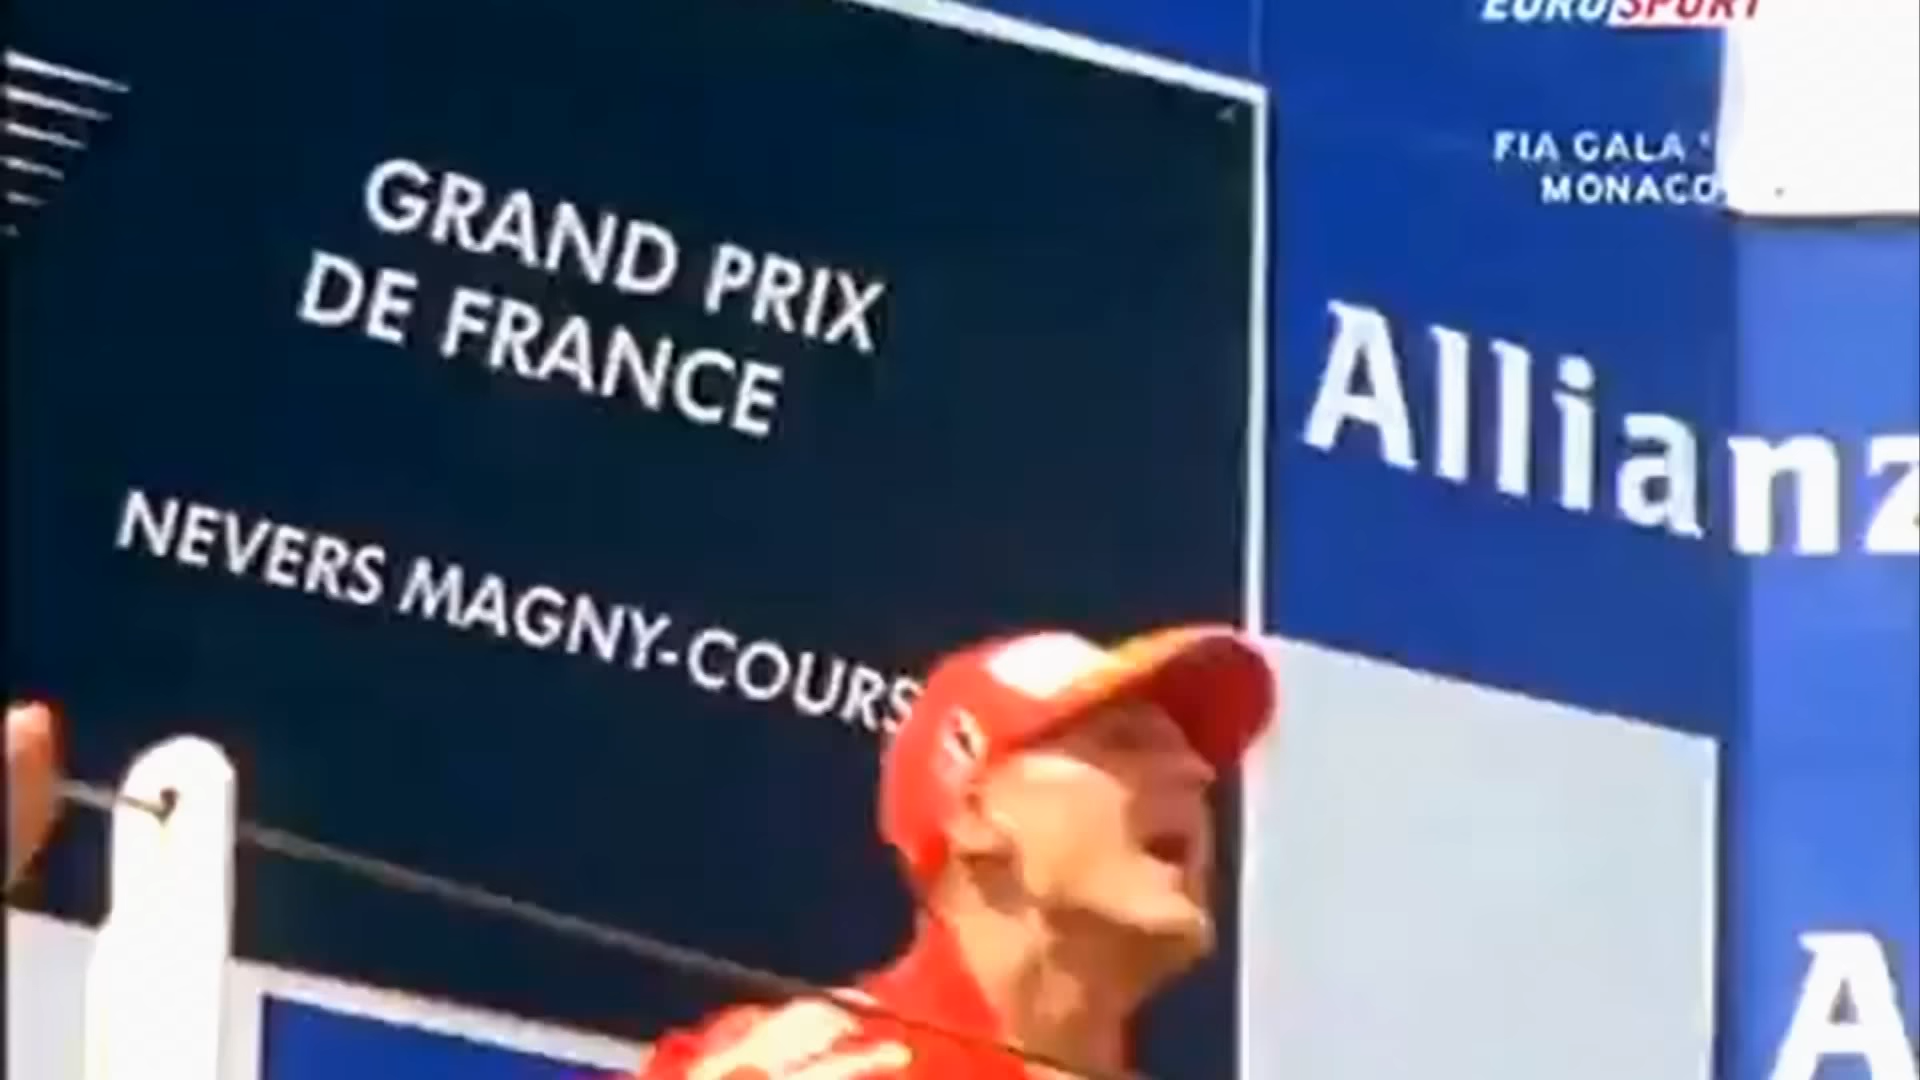 EUROSPORT
FIA GALA '
MONACO
GRAND PRIX
DE FRANCE
NEVERS MAGNY-COURS
Allianz
A